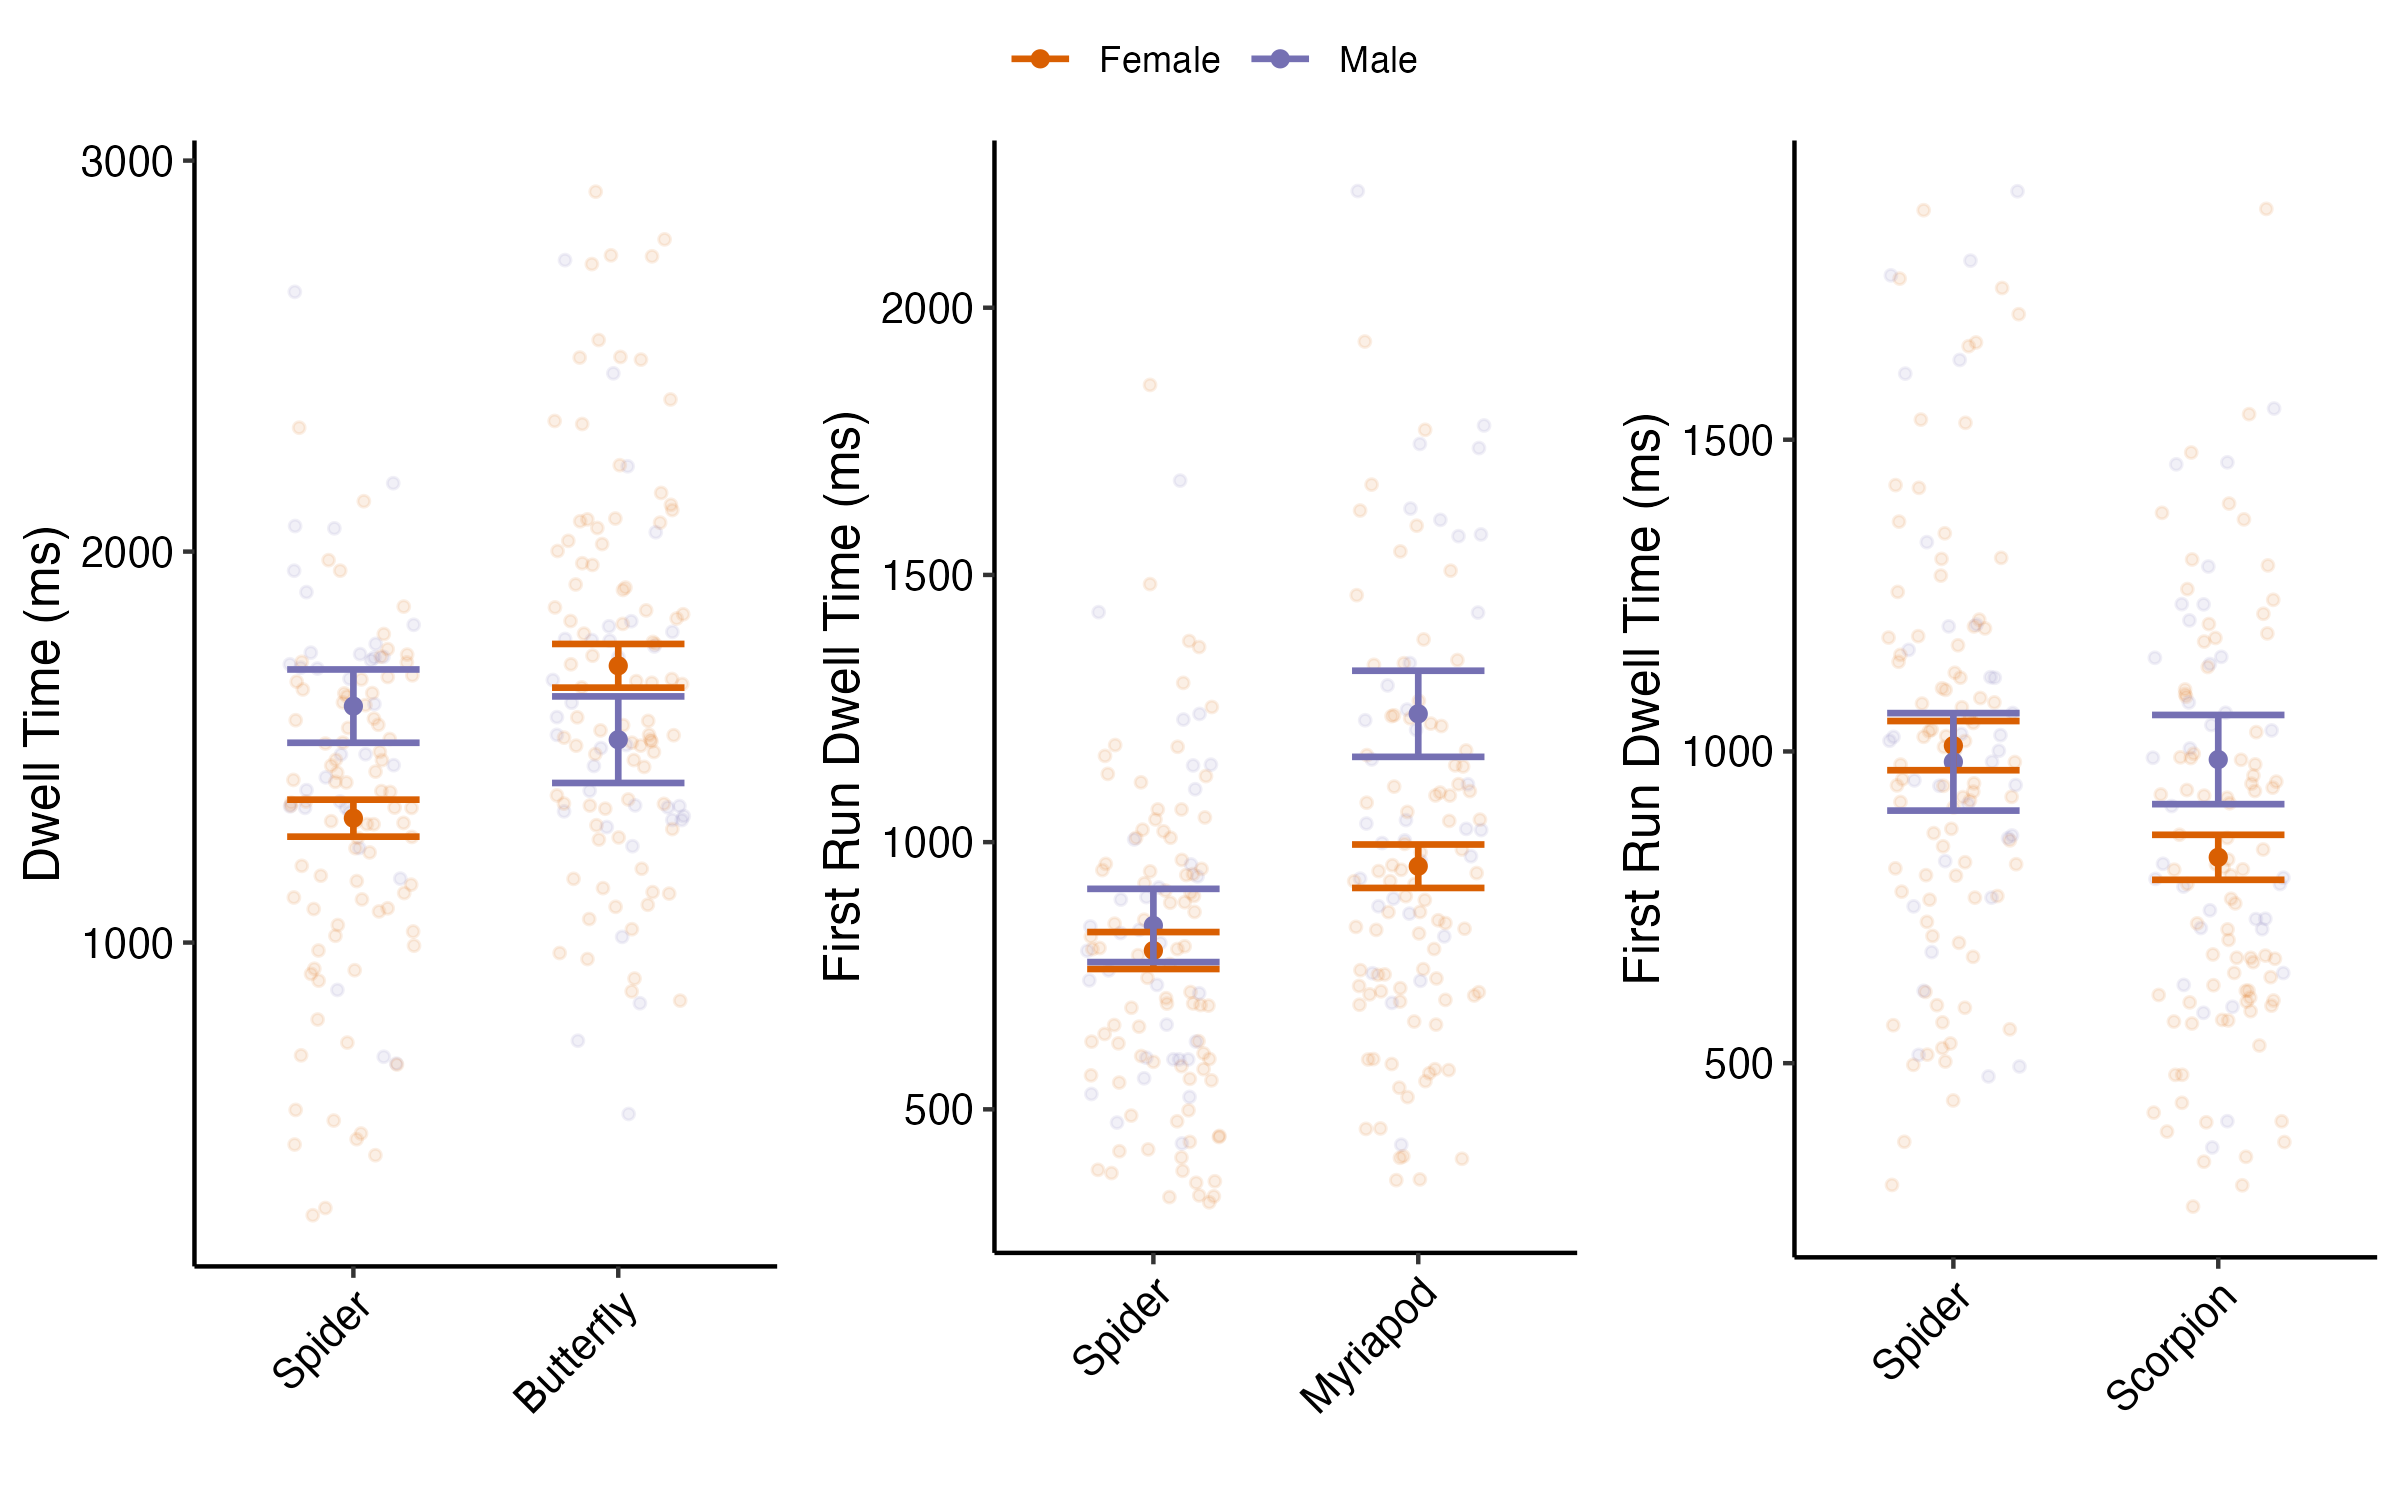 Female Male
Dwell Time (ms)
3000
2000
1000
Spider
Butterfly
First Run Dwell Time (ms)
2000
1500
1000
500
Spider
Myriapod
First Run Dwell Time (ms)
1500
1000
500
Spider
Scorpion